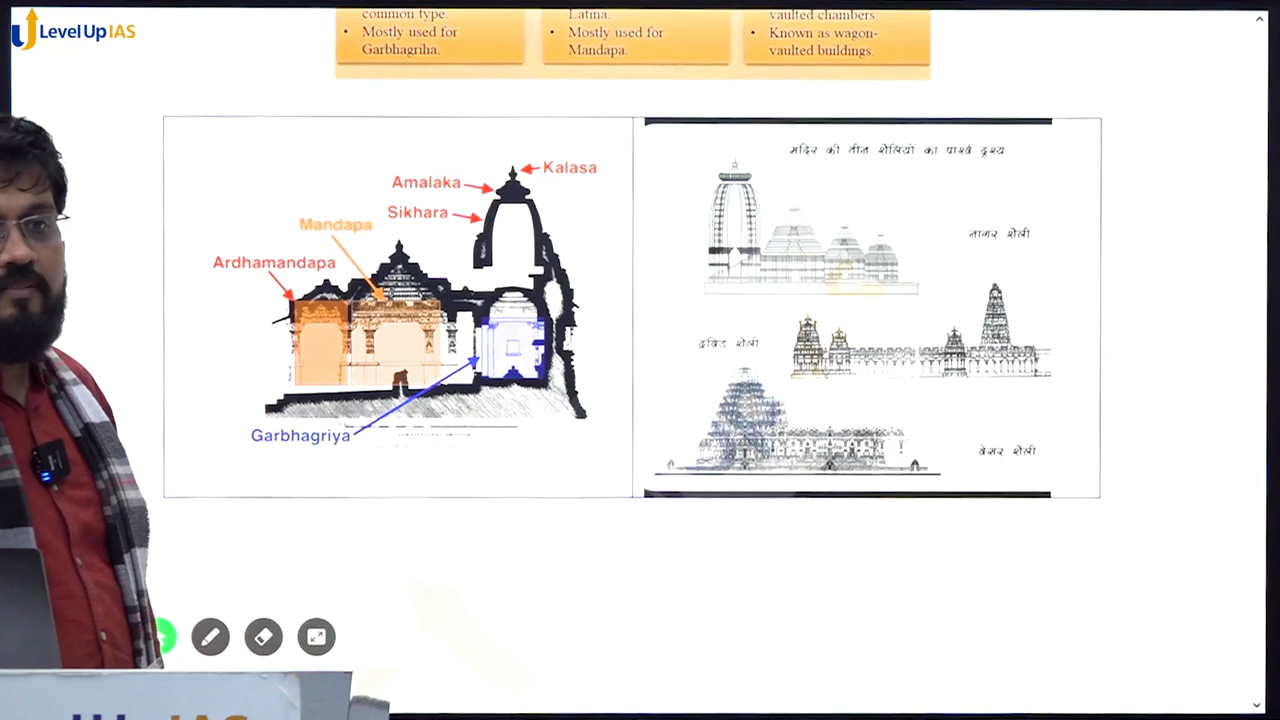 Level Up IAS
common type.
• Mostly used for
Garbhagriha.
Latina.
• Mostly used for
Mandapa.
vaulted chambers.
• Known as wagon-
vaulted buildings.
Kalasa
Amalaka
Sikhara
Mandapa
Ardhamandapa
Garbhagriya
मंदिर की तीन शैलियों का पार्श्व दृश्य
नागर शैली
द्रविड शैली
वेसर शैली